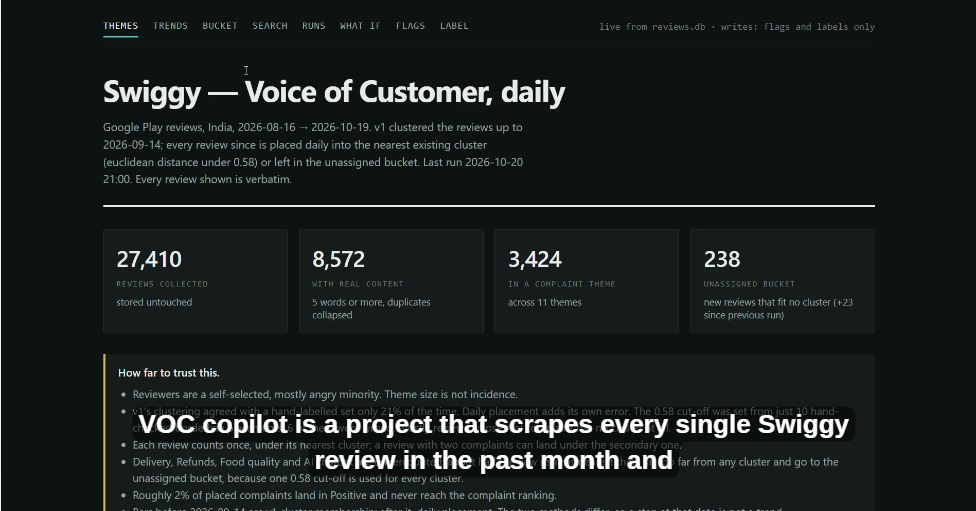 THEMES TRENDS BUCKET SEARCH RUNS WHAT IF FLAGS LABEL
live from reviews.db · writes: flags and labels only
Swiggy — Voice of Customer, daily
Google Play reviews, India, 2026-08-16 → 2026-10-19. v1 clustered the reviews up to
2026-09-14; every review since is placed daily into the nearest existing cluster
(euclidean distance under 0.58) or left in the unassigned bucket. Last run 2026-10-20
21:00. Every review shown is verbatim.
27,410
REVIEWS COLLECTED
stored untouched
8,572
WITH REAL CONTENT
5 words or more, duplicates
collapsed
3,424
IN A COMPLAINT THEME
across 11 themes
238
UNASSIGNED BUCKET
new reviews that fit no cluster (+23
since previous run)
How far to trust this.
Reviewers are a self-selected, mostly angry minority. Theme size is not incidence.
v1's clustering agreed with a hand-labelled set only 21% of the time. Daily placement adds its own error. The 0.58 cut-off was set from just 10 hand-
VOC copilot is a project that scrapes every single Swiggy
Each review counts once, under its nearest cluster; a review with two complaints can land under the secondary one.
review in the past month and
Delivery, Refunds, Food quality and
far from any cluster and go to the
unassigned bucket, because one 0.58 cut-off is used for every cluster.
Roughly 2% of placed complaints land in Positive and never reach the complaint ranking.